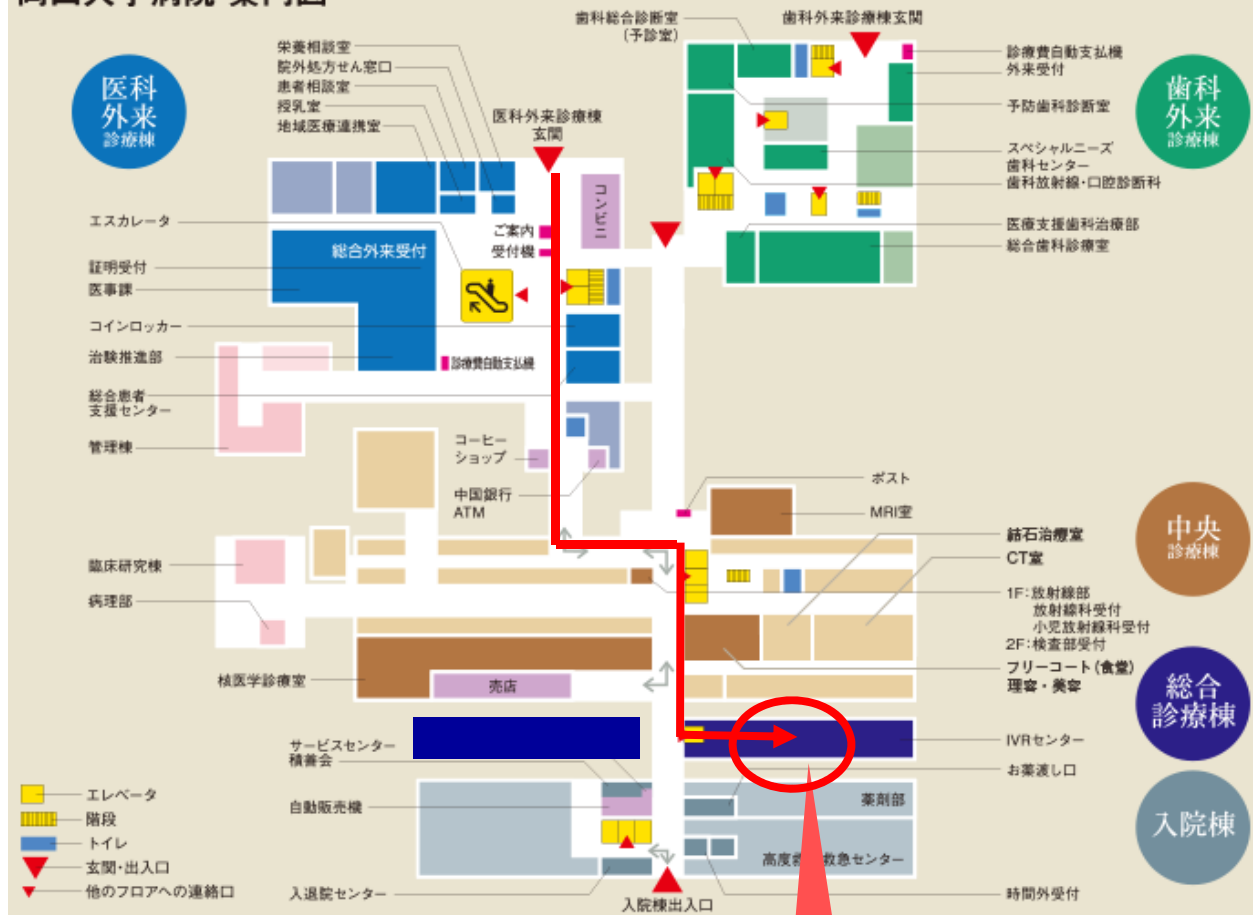 岡山大学病院 案内図
医科
外来
診療棟
栄養相談室
院外処方せん窓口
患者相談室
授乳室
地域医療連携室
医科外来診療棟
玄関
歯科総合診断室
(予診室)
歯科外来診療棟玄関
診療費自動支払機
外来受付
予防歯科診断室
スペシャルニーズ
歯科センター
歯科放射線・口腔診断科
医療支援歯科治療部
総合歯科診療室
歯科
外来
診療棟
エスカレータ
証明受付
医事課
コインロッカー
治験推進部
総合患者
支援センター
管理棟
総合外来受付
ご案内
受付機
コンビニ
診療費自動支払機
コーヒー
ショップ
中国銀行
ATM
ポスト
MRI室
結石治療室
CT室
1F:放射線部
放射線科受付
小児放射線科受付
2F:検査部受付
フリーコート(食堂)
理容・美容
中央
診療棟
臨床研究棟
病理部
核医学診療室
売店
総合
診療棟
IVRセンター
お薬渡し口
サービスセンター
積善会
自動販売機
薬剤部
高度救
救急センター
入院棟
時間外受付
入退院センター
入院棟出入口
エレベータ
階段
トイレ
玄関・出入口
他のフロアへの連絡口